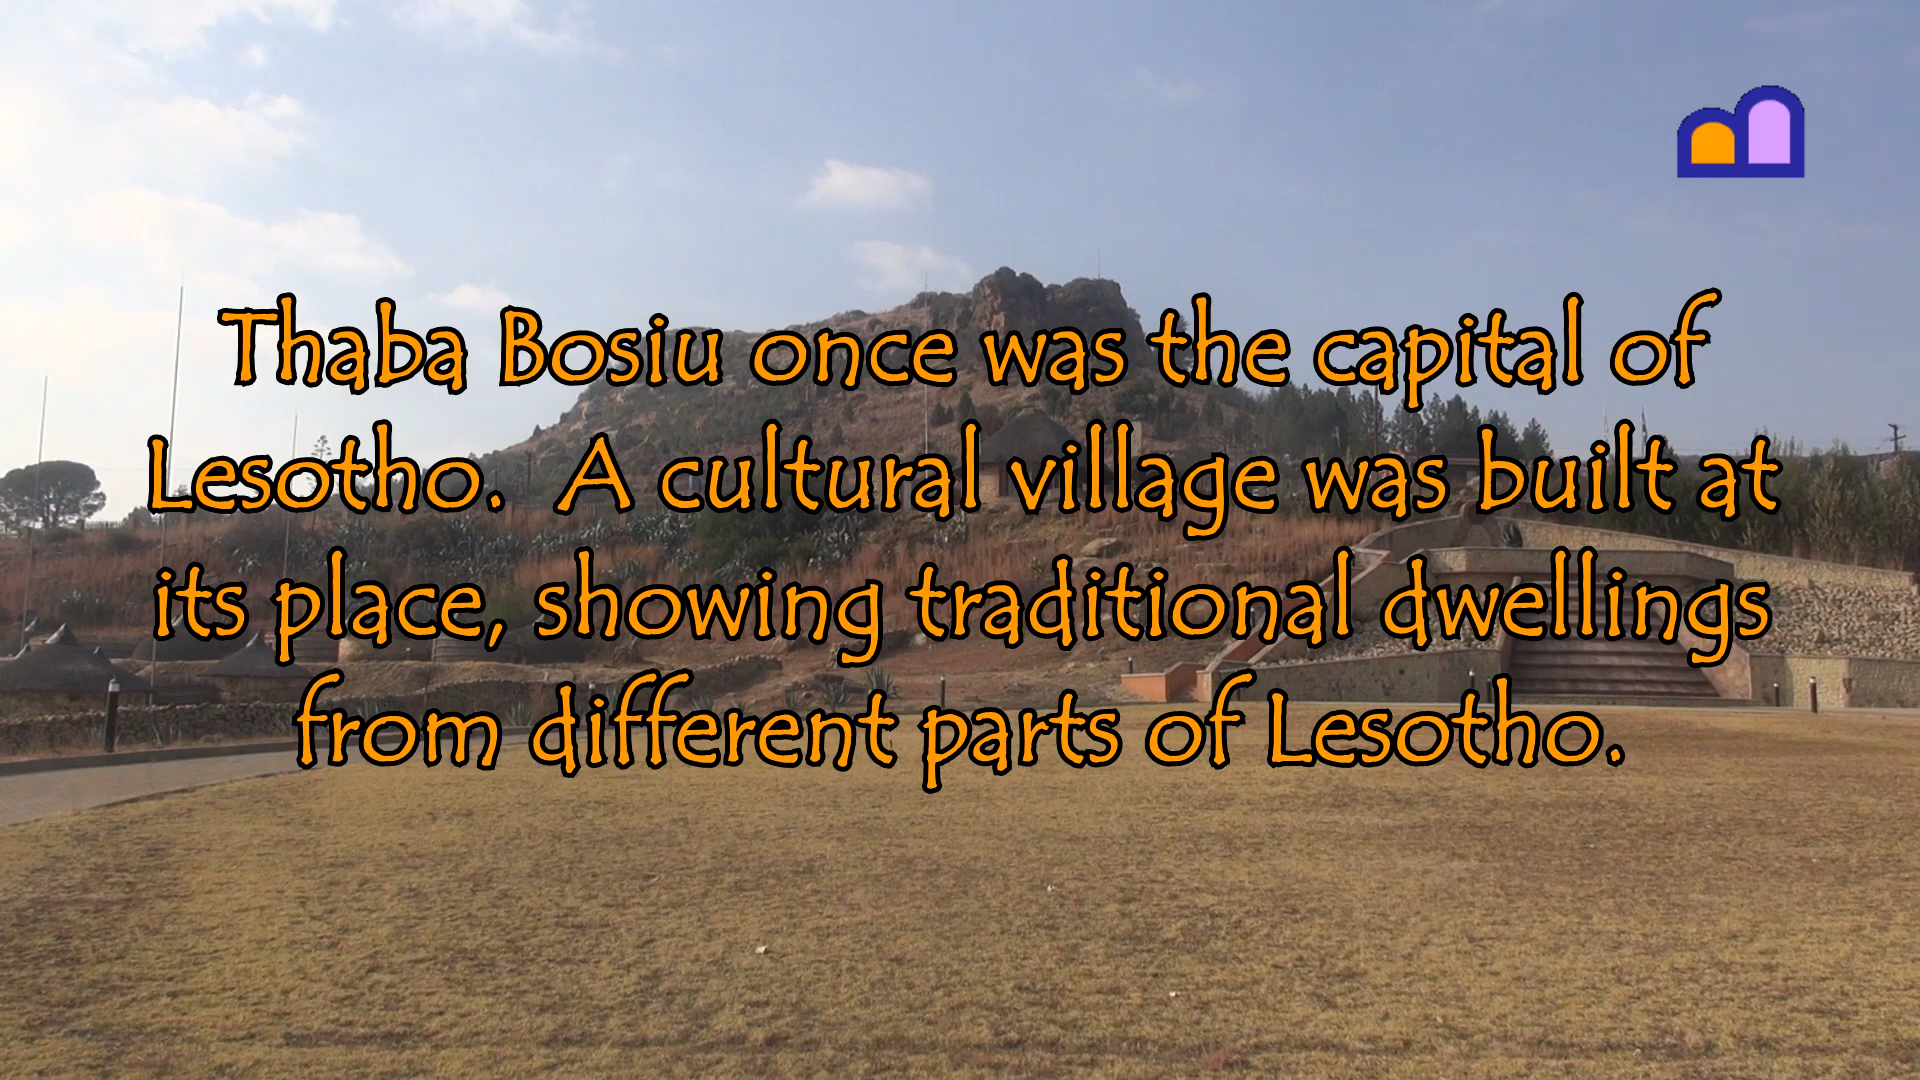 Thaba Bosiu once was the capital of
Lesotho.  A cultural village was built at
its place, showing traditional dwellings
from different parts of Lesotho.